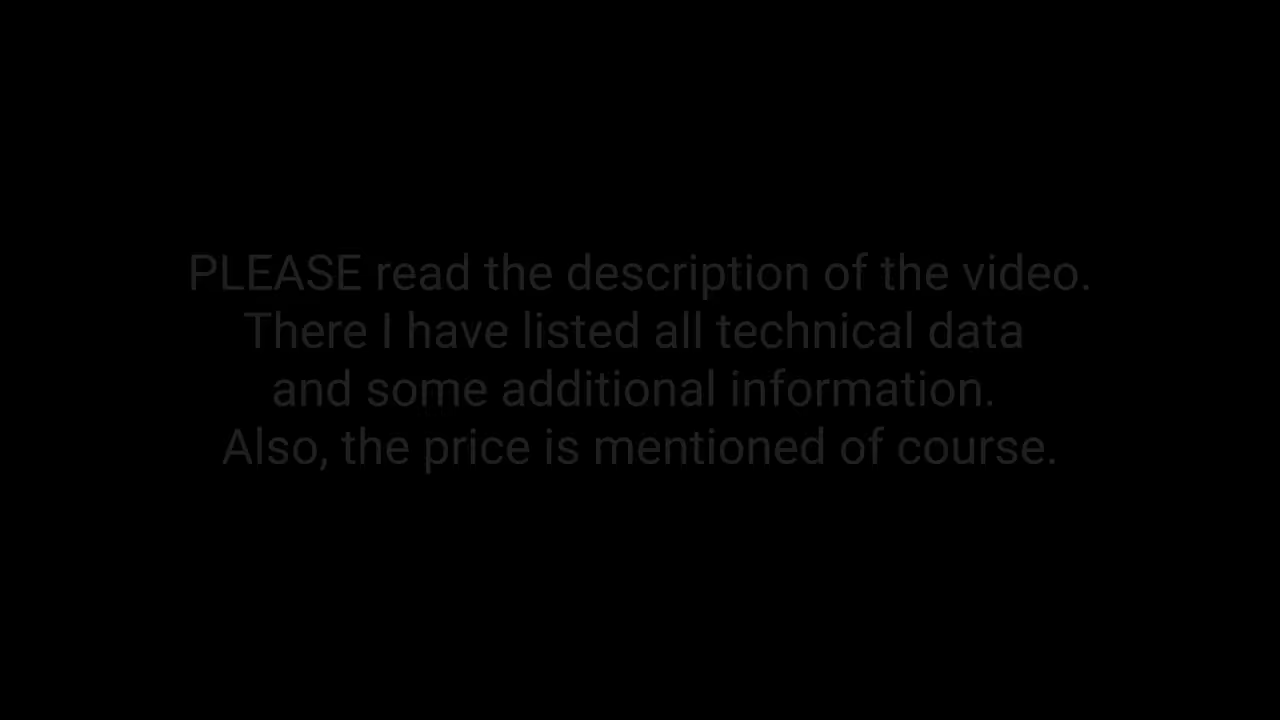 PLEASE read the description of the video.
There I have listed all technical data
and some additional information.
Also, the price is mentioned of course.